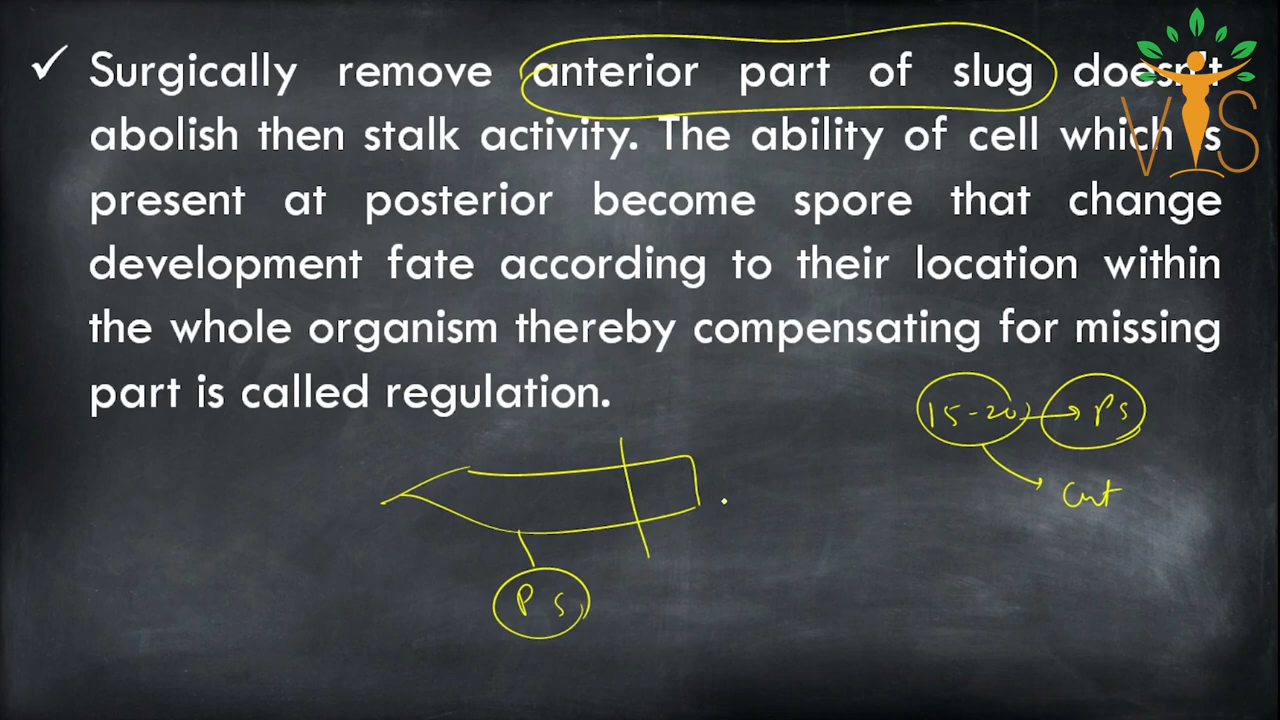 ✓ Surgically remove anterior part of slug doesn't
abolish then stalk activity. The ability of cell which is
present at posterior become spore that change
development fate according to their location within
the whole organism thereby compensating for missing
part is called regulation.
15-20 → Ps
Cut
Ps
VIS